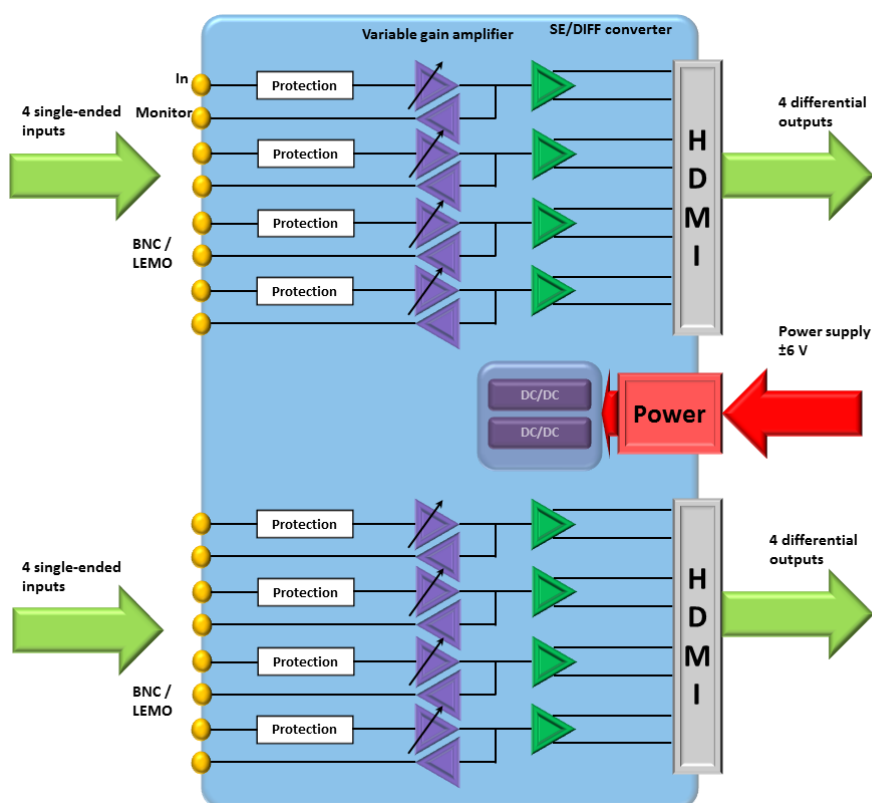 Variable gain amplifier
SE/DIFF converter
In
Protection
4 single-ended
inputs
Monitor
4 differential
outputs
Protection
H
D
M
I
Protection
BNC /
LEMO
Protection
Power supply
±6 V
DC/DC
DC/DC
Power
Protection
4 single-ended
inputs
4 differential
outputs
Protection
H
D
M
I
Protection
BNC /
LEMO
Protection